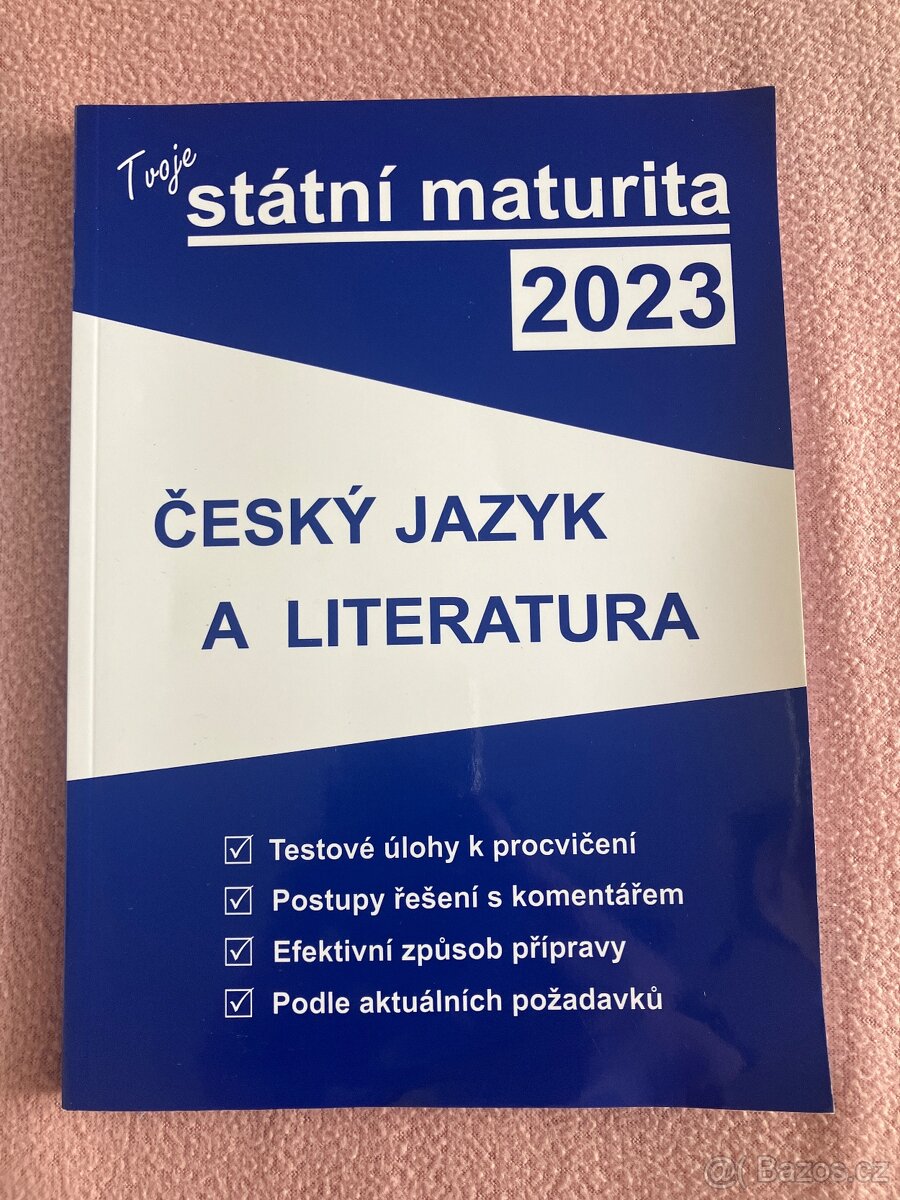 Tvoje
státní maturita
2023
ČESKÝ JAZYK
A LITERATURA
☑ Testové úlohy k procvičení
☑ Postupy řešení s komentářem
☑ Efektivní způsob přípravy
☑ Podle aktuálních požadavků
Bazos.cz